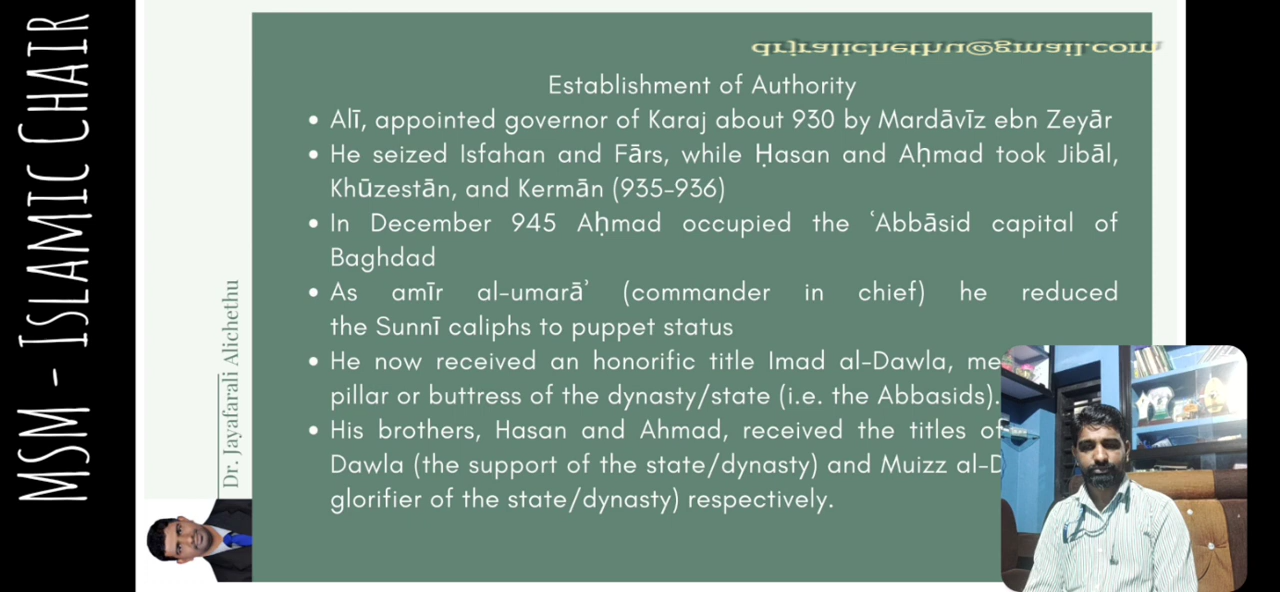 MSM - ISLAMIC CHAIR
Dr. Jayafarali Alichethu
drjralichethu@gmail.com
Establishment of Authority
• Alī, appointed governor of Karaj about 930 by Mardāvīz ebn Zeyār
• He seized Isfahan and Fārs, while Ḥasan and Aḥmad took Jibāl,
Khūzestān, and Kermān (935-936)
• In December 945 Aḥmad occupied the ʿAbbāsid capital of
Baghdad
• As amīr al-umarāʾ (commander in chief) he reduced
the Sunnī caliphs to puppet status
• He now received an honorific title Imad al-Dawla,
pillar or buttress of the dynasty/state (i.e. the Abbasids).
• His brothers, Hasan and Ahmad, received the titles of
Dawla (the support of the state/dynasty) and Muizz
glorifier of the state/dynasty) respectively.